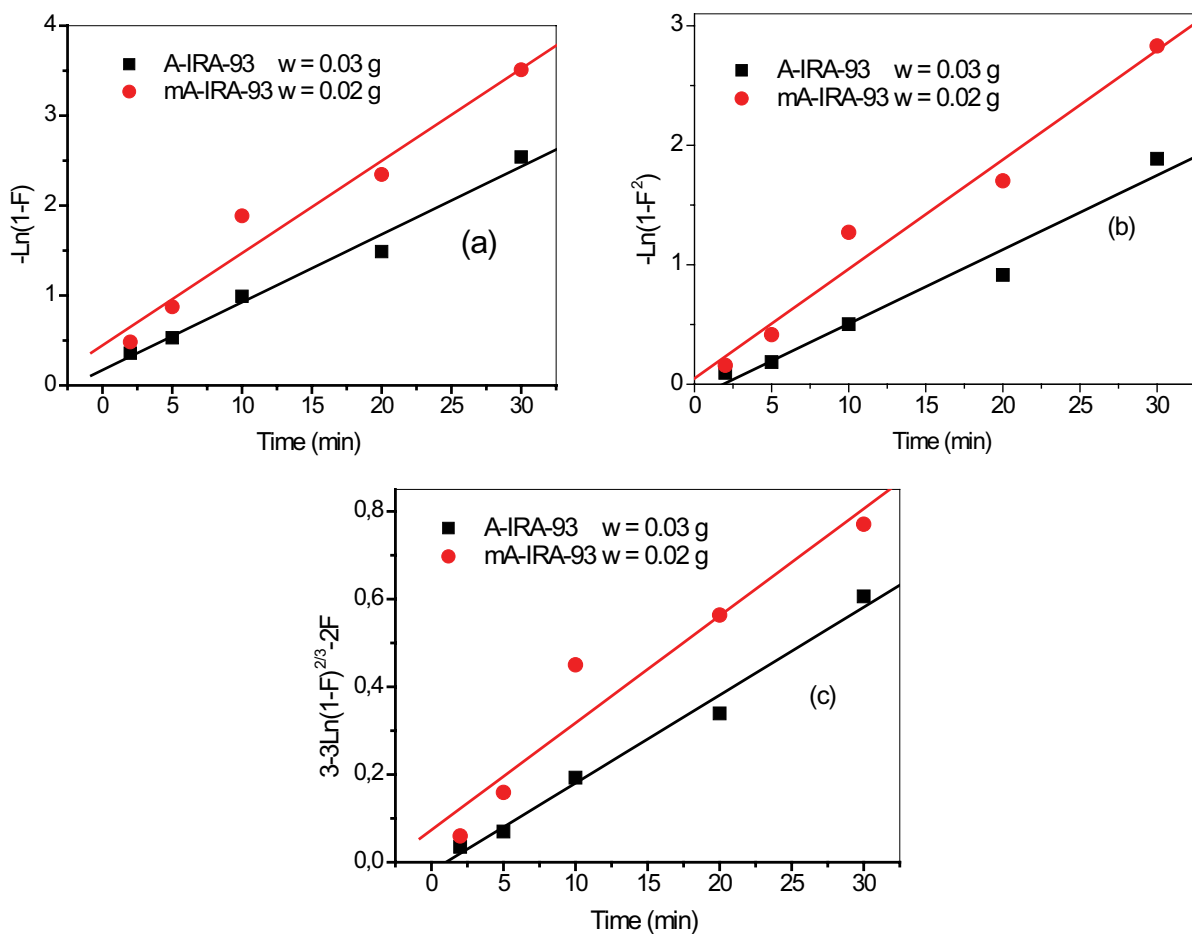 -Ln(1-F)
4
3
2
1
0
A-IRA-93 w = 0.03 g
mA-IRA-93 w = 0.02 g
(a)
0 5 10 15 20 25 30
Time (min)
-Ln(1-F²)
3
2
1
0
A-IRA-93 w = 0.03 g
mA-IRA-93 w = 0.02 g
(b)
0 5 10 15 20 25 30
Time (min)
3-3Ln(1-F)^2/3-2F
0,8
0,6
0,4
0,2
0,0
A-IRA-93 w = 0.03 g
mA-IRA-93 w = 0.02 g
(c)
0 5 10 15 20 25 30
Time (min)